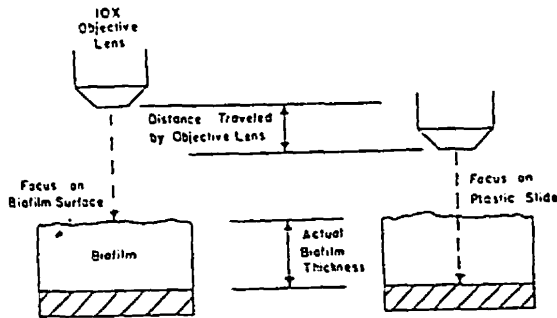 10X
Objective
Lens
Distance Traveled
by Objective Lens
Focus on
Biofilm Surface
Focus on
Plastic Slide
Biofilm
Actual
Biofilm
Thickness